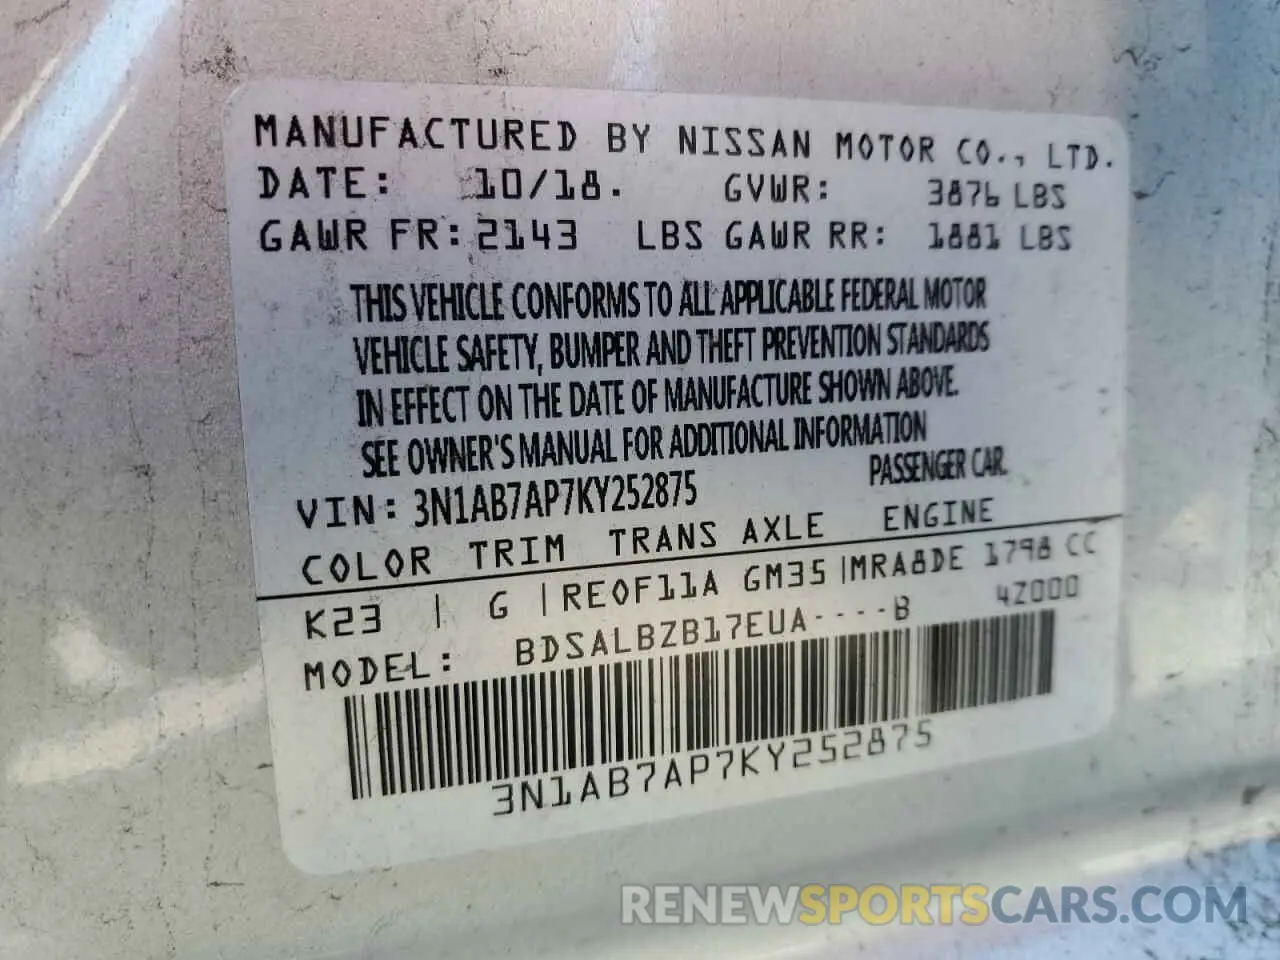 MANUFACTURED BY NISSAN MOTOR CO., LTD.
DATE: 10/18. GVWR: 3876 LBS
GAWR FR: 2143 LBS GAWR RR: 1881 LBS
THIS VEHICLE CONFORMS TO ALL APPLICABLE FEDERAL MOTOR
VEHICLE SAFETY, BUMPER AND THEFT PREVENTION STANDARDS
IN EFFECT ON THE DATE OF MANUFACTURE SHOWN ABOVE.
SEE OWNER'S MANUAL FOR ADDITIONAL INFORMATION
VIN: 3N1AB7AP7KY252875 PASSENGER CAR.
COLOR TRIM TRANS AXLE ENGINE
K23 | G |RE0F11A GM35 |MRA8DE 1798 CC
MODEL: BDSALBZB17EUA----B 4Z000
3N1AB7AP7KY252875
RENEWSPORTSCARS.COM